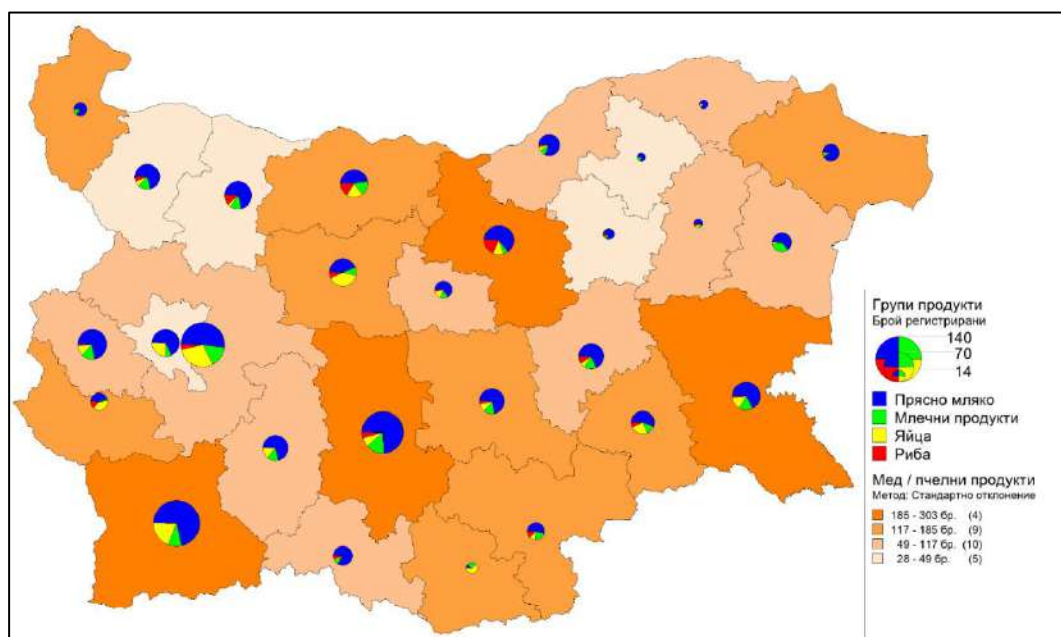 Групи продукти
Брой регистрирани
140
70
14
Прясно мляко
Млечни продукти
Яйца
Риба
Мед / пчелни продукти
Метод: Стандартно отклонение
185 - 303 бр. (4)
117 - 185 бр. (9)
49 - 117 бр. (10)
28 - 49 бр. (5)